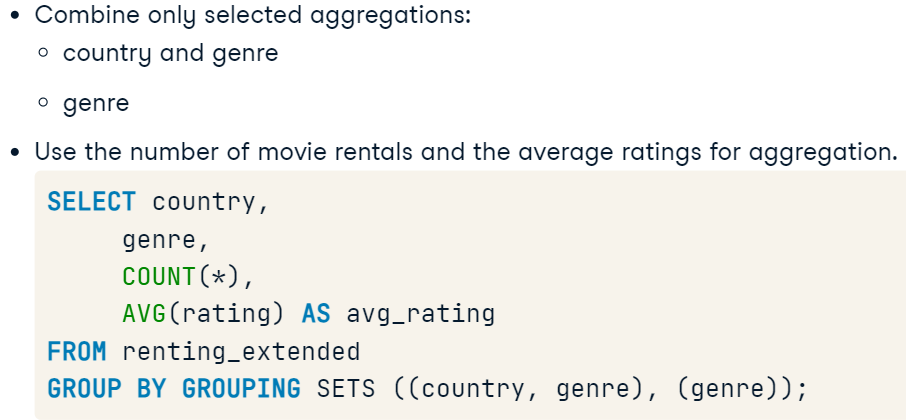 • Combine only selected aggregations:
○ country and genre
○ genre
• Use the number of movie rentals and the average ratings for aggregation.
SELECT country,
genre,
COUNT(*),
AVG(rating) AS avg_rating
FROM renting_extended
GROUP BY GROUPING SETS ((country, genre), (genre));